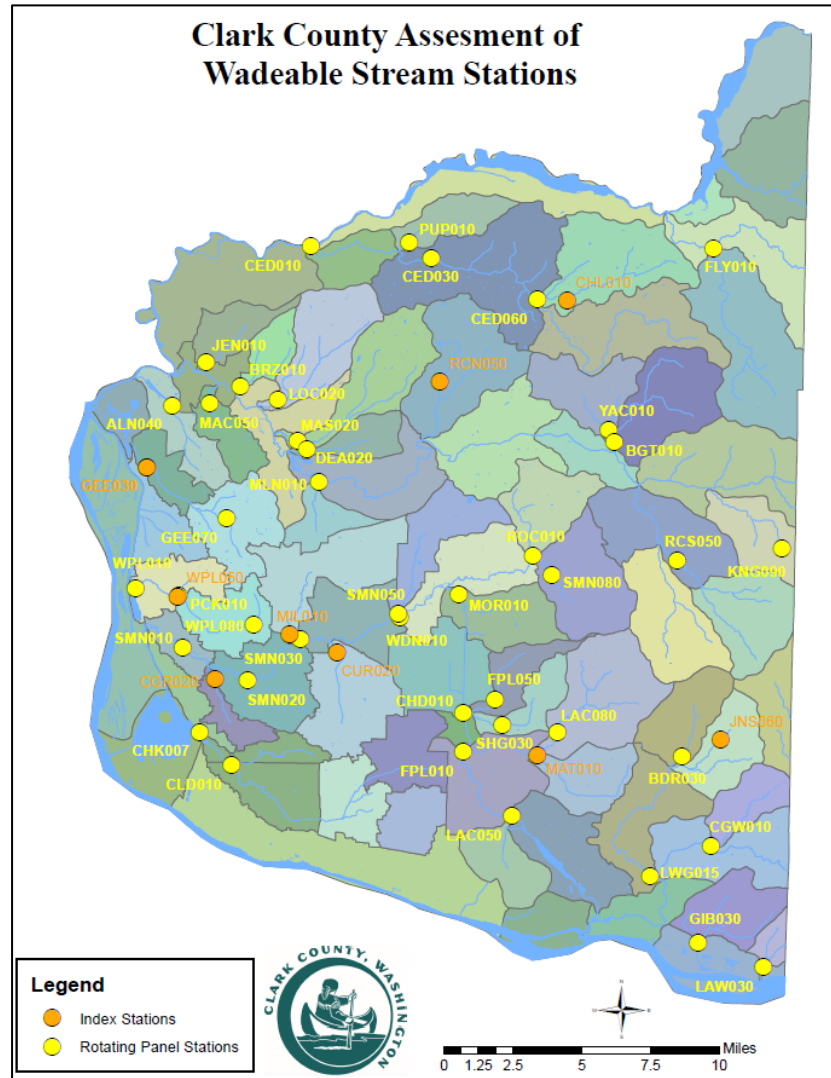 Clark County Assesment of
Wadeable Stream Stations
PUP010
CED010
CED030
FLY010
CED060
CHL010
JEN010
BRZ010
RCN050
LOC020
ALN040
MAC050
MAS020
YAC010
DEA020
BGT010
GEE030
MLN010
GEE070
ROC010
RCS050
KNG090
WPL010
WPL050
SMN080
PCK010
SMN050
MOR010
WPL080
MIL010
SMN010
WDN010
SMN030
CUR020
CGR020
SMN020
FPL050
CHD010
LAC080
JNS060
CHK007
SHG030
MAT010
CLD010
FPL010
BDR030
LAC050
CGW010
LWG015
GIB030
LAW030
Legend
Index Stations
Rotating Panel Stations
CLARK COUNTY, WASHINGTON
N
W
E
S
Miles
0 1.25 2.5 5 7.5 10